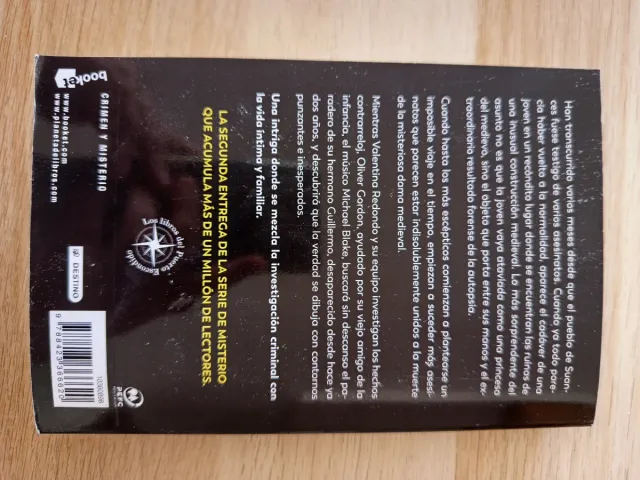 Han transcurrido varios meses desde que el pueblo de Suan-
ces fuese testigo de varios asesinatos. Cuando ya todo pare-
cía haber vuelto a la normalidad, aparece el cadáver de una
joven en un recóndito lugar donde se encuentran las ruinas de
una inusual construcción medieval. Lo más sorprendente del
asunto no es que la joven vaya ataviada como una princesa
del medievo, sino el objeto que porta entre sus manos y el ex-
traordinario resultado forense de la autopsia.
Cuando hasta los más escépticos comienzan a plantearse un
imposible viaje en el tiempo, empiezan a suceder más asesi-
natos que parecen estar indisolublemente unidos a la muerte
de la misteriosa dama medieval.
Mientras Valentina Redondo y su equipo investigan los hechos
contrarreloj, Oliver Gordon, ayudado por su viejo amigo de la
infancia, el músico Michael Blake, buscará sin descanso el pa-
radero de su hermano Guillermo, desaparecido desde hace ya
dos años, y descubrirá que la verdad se dibuja con contornos
punzantes e inesperados.
Una intriga donde se mezcla la investigación criminal con
la vida íntima y familiar.
LA SEGUNDA ENTREGA DE LA SERIE DE MISTERIO
QUE ACUMULA MÁS DE UN MILLÓN DE LECTORES.
Los libros del Puerto Escondido
booket
CRIMEN Y MISTERIO
www.booket.com
www.planetadelibros.com
DESTINO
PEFC